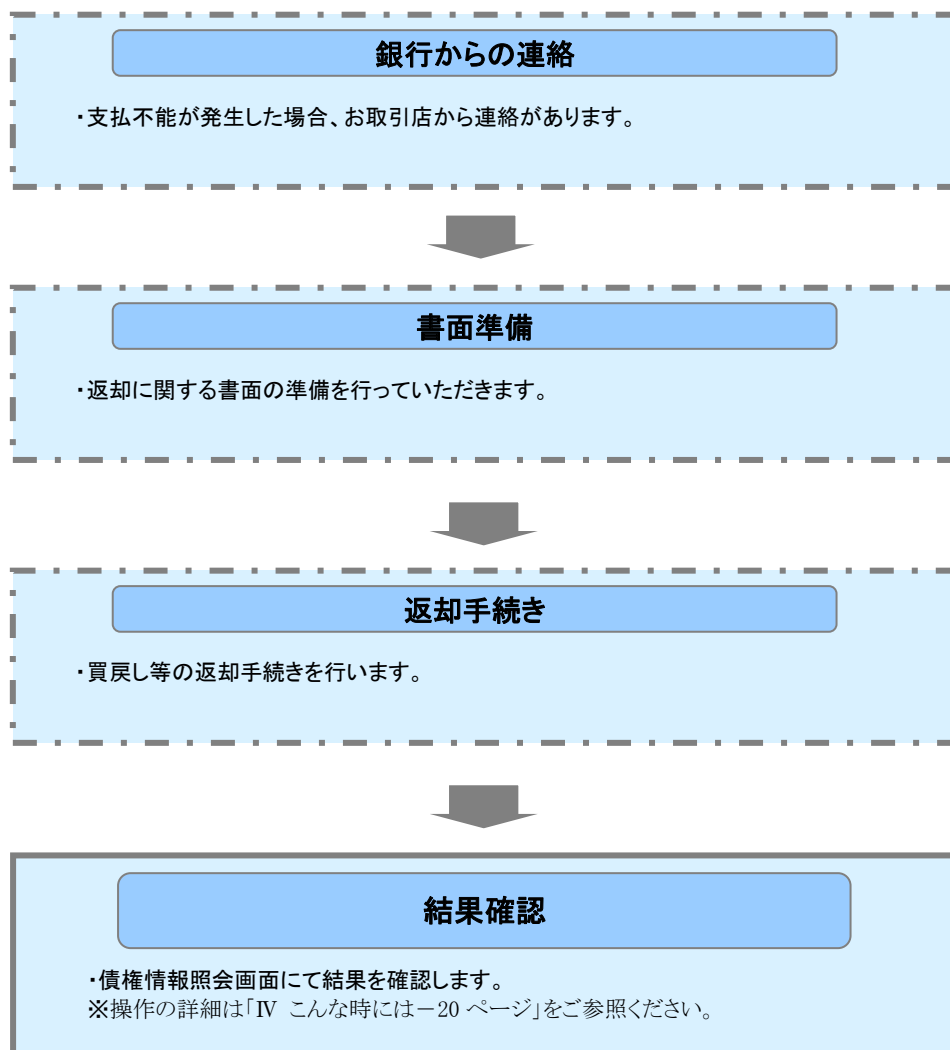 銀行からの連絡
・支払不能が発生した場合、お取引店から連絡があります。
書面準備
・返却に関する書面の準備を行っていただきます。
返却手続き
・買戻し等の返却手続きを行います。
結果確認
・債権情報照会画面にて結果を確認します。
※操作の詳細は「Ⅳ こんな時には－20 ページ」をご参照ください。